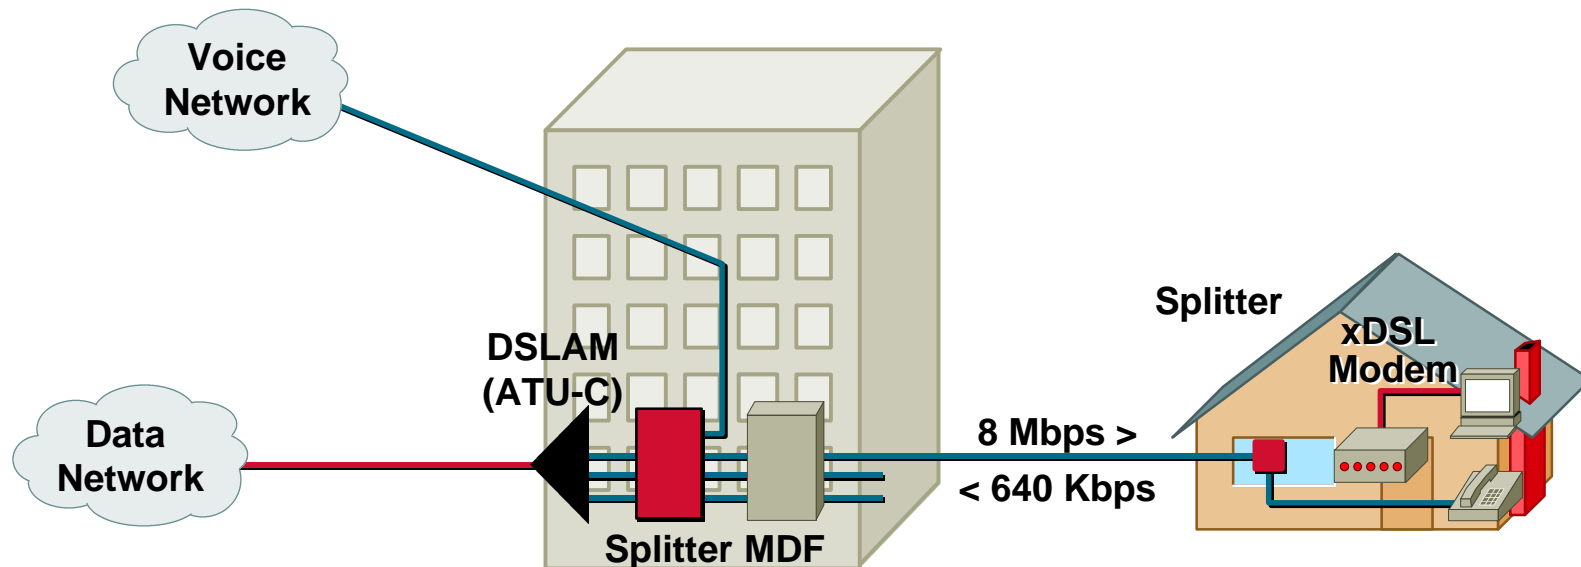 Voice
Network
Splitter
xDSL
Modem
DSLAM
(ATU-C)
8 Mbps >
< 640 Kbps
Data
Network
Splitter MDF